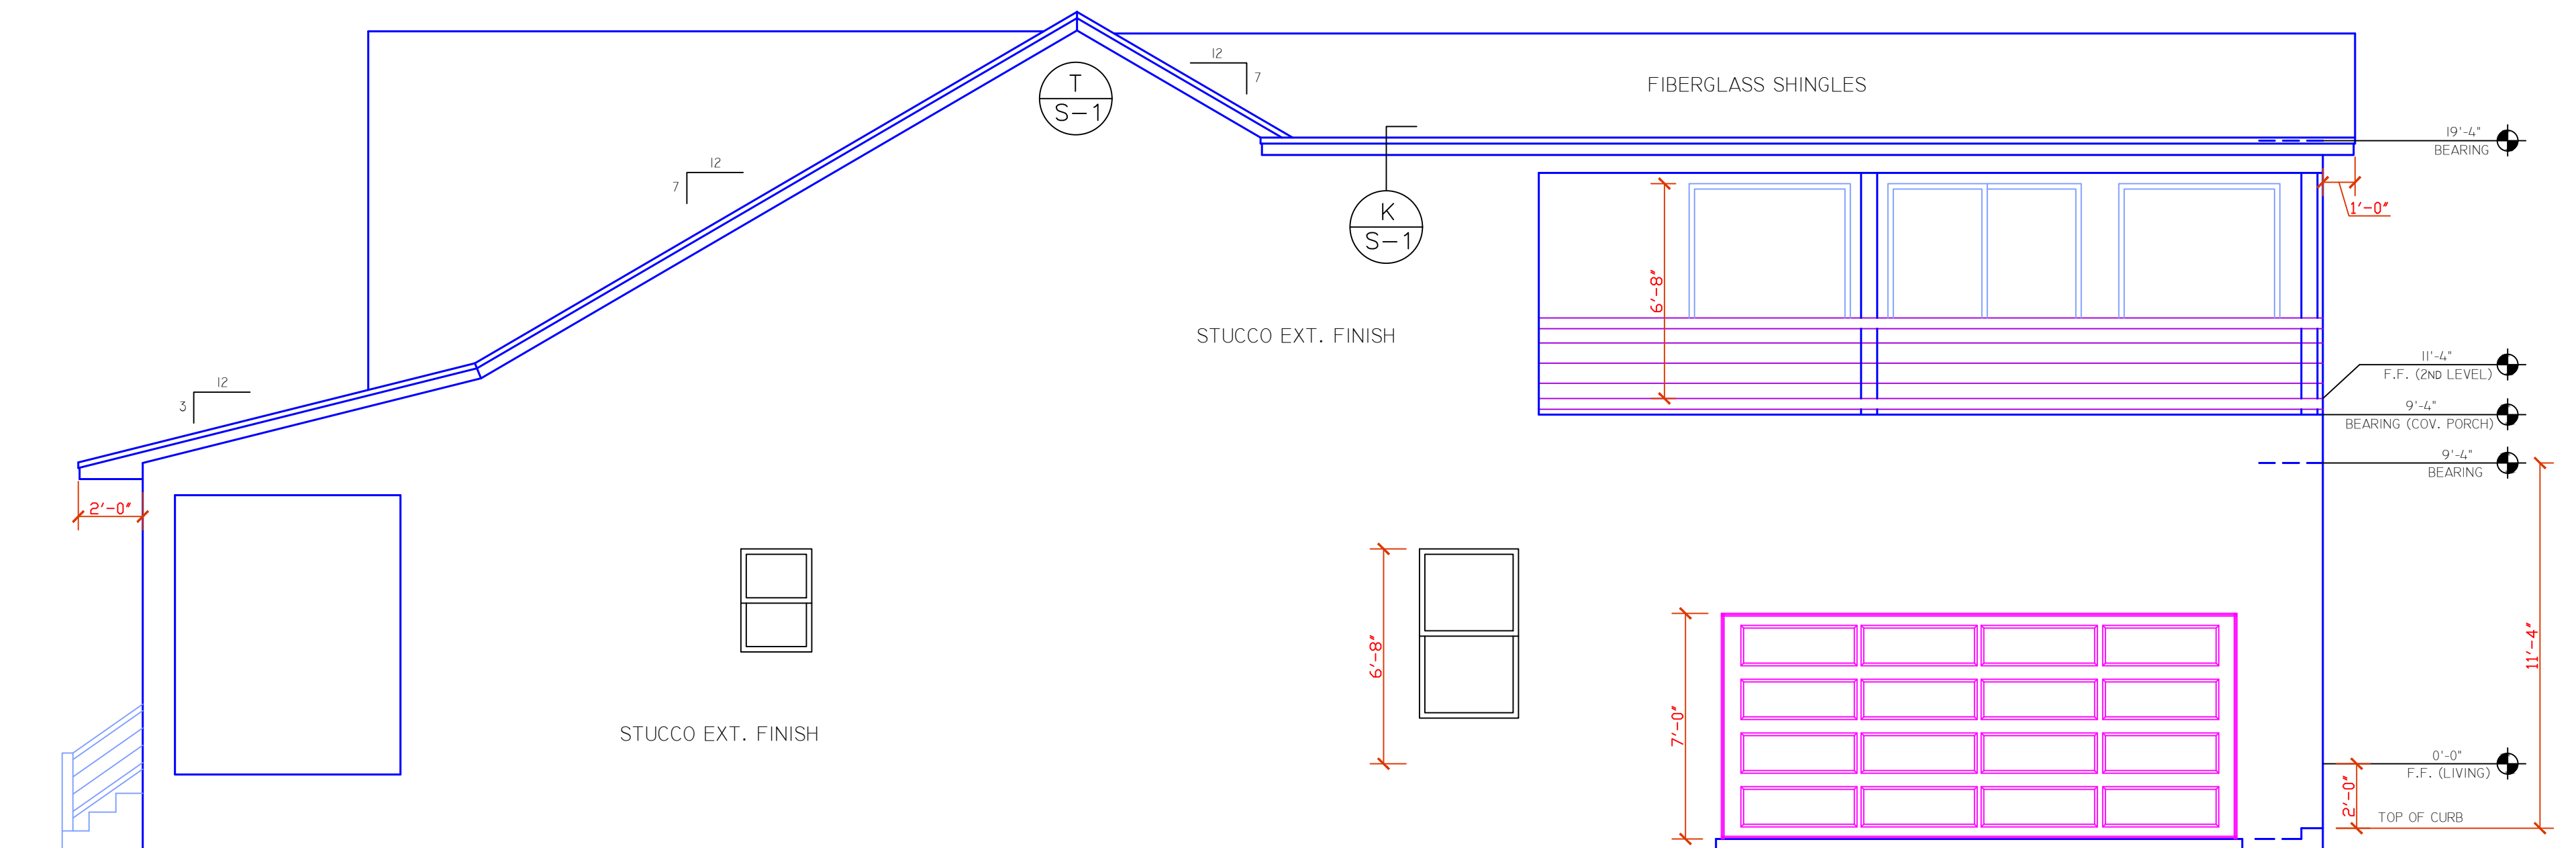 T
S-1
12
7
FIBERGLASS SHINGLES
19'-4"
BEARING
12
7
K
S-1
1'-0"
6'-8"
STUCCO EXT. FINISH
11'-4"
F.F. (2ND LEVEL)
12
3
9'-4"
BEARING (COV. PORCH)
9'-4"
BEARING
2'-0"
6'-8"
11'-4"
7'-0"
STUCCO EXT. FINISH
0'-0"
F.F. (LIVING)
2'-0"
TOP OF CURB